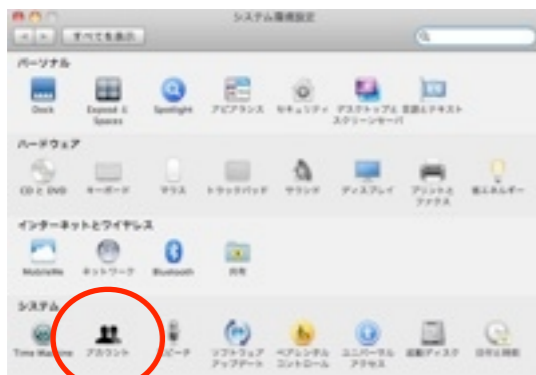 システム環境設定
すべてを表示
パーソナル
Dock
Exposé & Spaces
Spotlight
アピアランス
セキュリティ
デスクトップと スクリーンセーバ
言語とテキスト
ハードウェア
CD と DVD
キーボード
マウス
トラックパッド
サウンド
ディスプレイ
プリントと ファクス
省エネルギー
インターネットとワイヤレス
MobileMe
ネットワーク
Bluetooth
共有
システム
Time Machine
アカウント
スピーチ
ソフトウェア アップデート
ペアレンタル コントロール
ユニバーサル アクセス
起動ディスク
日付と時刻